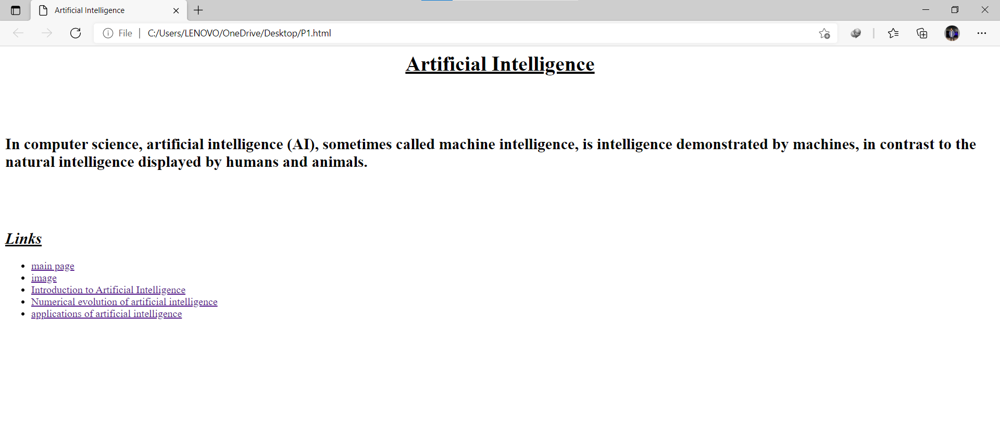 Artificial Intelligence
File
C:/Users/LENOVO/OneDrive/Desktop/P1.html
Artificial Intelligence
In computer science, artificial intelligence (AI), sometimes called machine intelligence, is intelligence demonstrated by machines, in contrast to the
natural intelligence displayed by humans and animals.
Links
main page
image
Introduction to Artificial Intelligence
Numerical evolution of artificial intelligence
applications of artificial intelligence